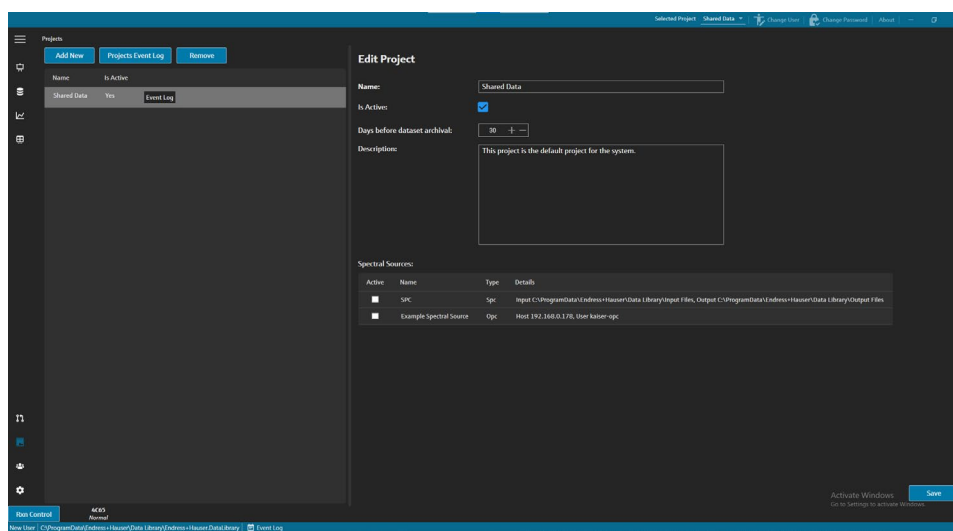 Selected Project Shared Data Change User Change Password About
Projects
Add New Projects Event Log Remove
Name Is Active
Shared Data Yes Event Log
Edit Project
Name: Shared Data
Is Active:
Days before dataset archival: 30
Description: This project is the default project for the system.
Spectral Sources:
Active Name Type Details
SPC Spc Input C:\ProgramData\Endress+Hauser\Data Library\Input Files, Output C:\ProgramData\Endress+Hauser\Data Library\Output Files
Example Spectral Source Opc Host 192.168.0.178, User kaiser-opc
Activate Windows
Go to Settings to activate Windows.
Save
Rxn Control
Normal
New User C:\ProgramData\Endress+Hauser\Data Library\Endress+Hauser.DataLibrary Event Log